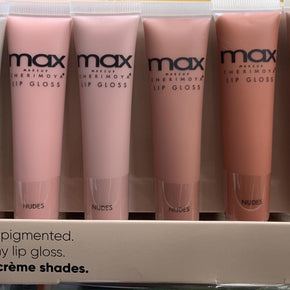 max
MAKEUP
CHERIMOYA
LIP GLOSS
NUDES
max
MAKEUP
CHERIMOYA
LIP GLOSS
NUDES
max
MAKEUP
CHERIMOYA
LIP GLOSS
NUDES
max
MAKEUP
CHERIMOYA
LIP GLOSS
NUDES
pigmented.
lip gloss.
crème shades.